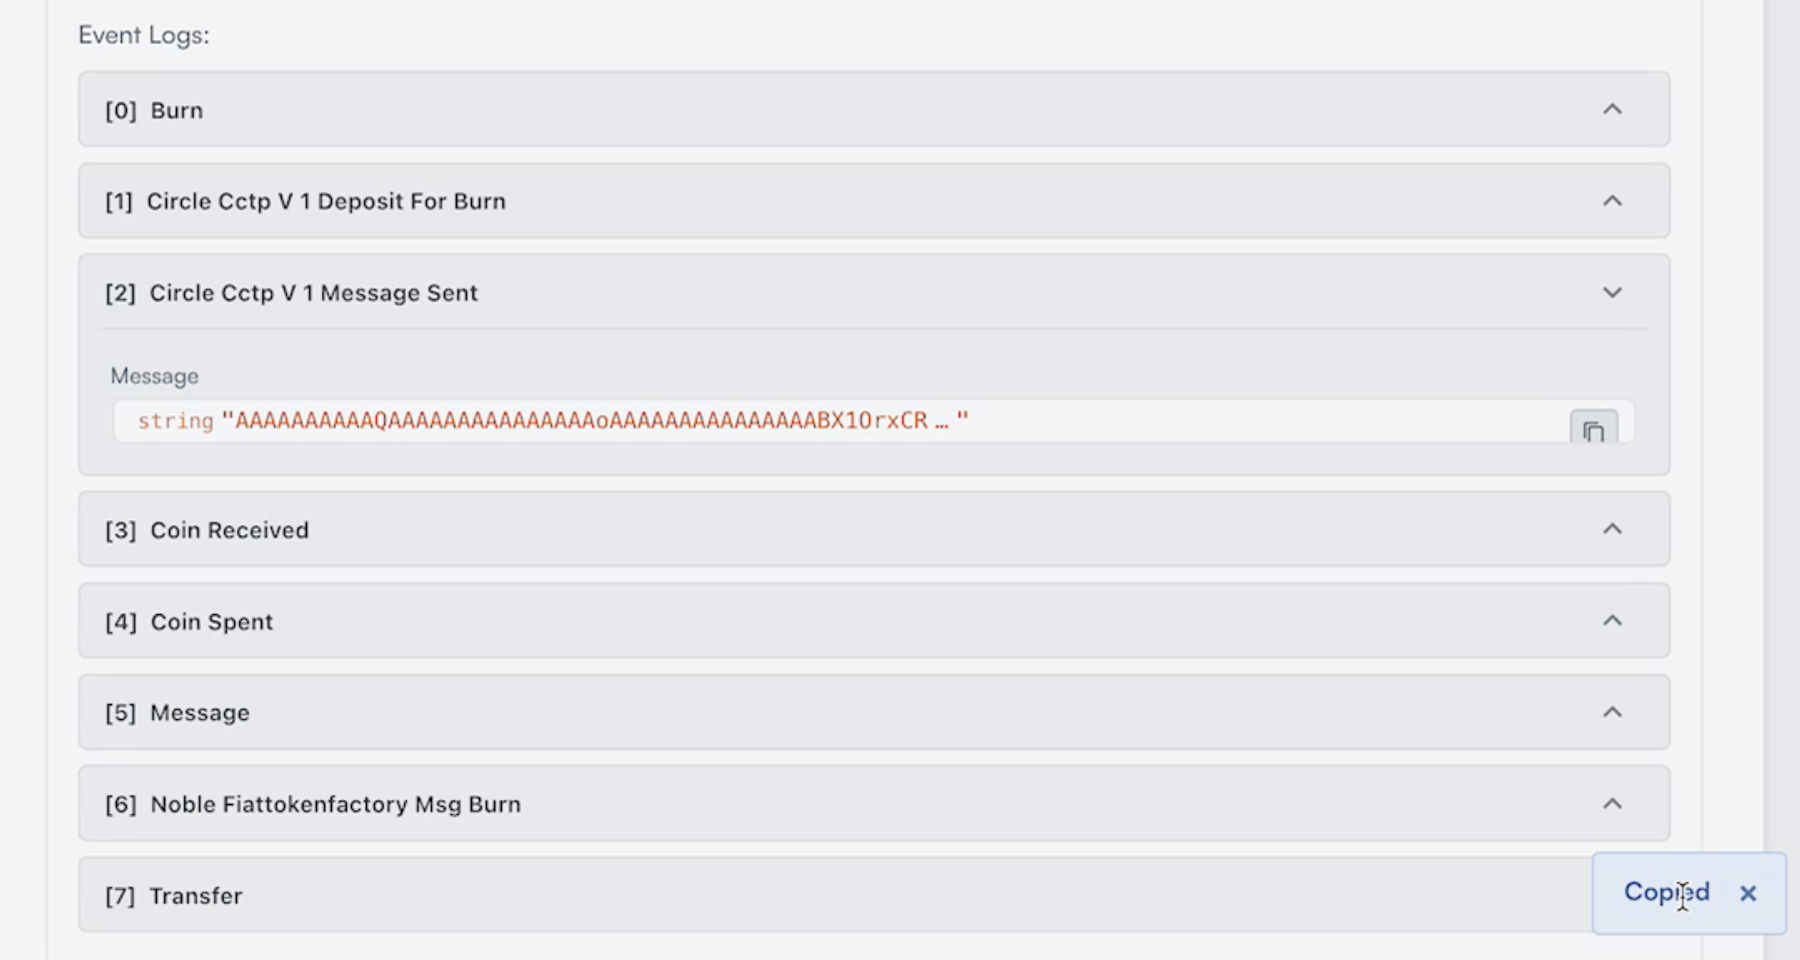 Event Logs:
[0] Burn
[1] Circle Cctp V 1 Deposit For Burn
[2] Circle Cctp V 1 Message Sent
Message
string "AAAAAAAAAAQAAAAAAAAAAAAAAAoAAAAAAAAAAAAAAABX1OrxCR … "
[3] Coin Received
[4] Coin Spent
[5] Message
[6] Noble Fiattokenfactory Msg Burn
[7] Transfer
Copied ×